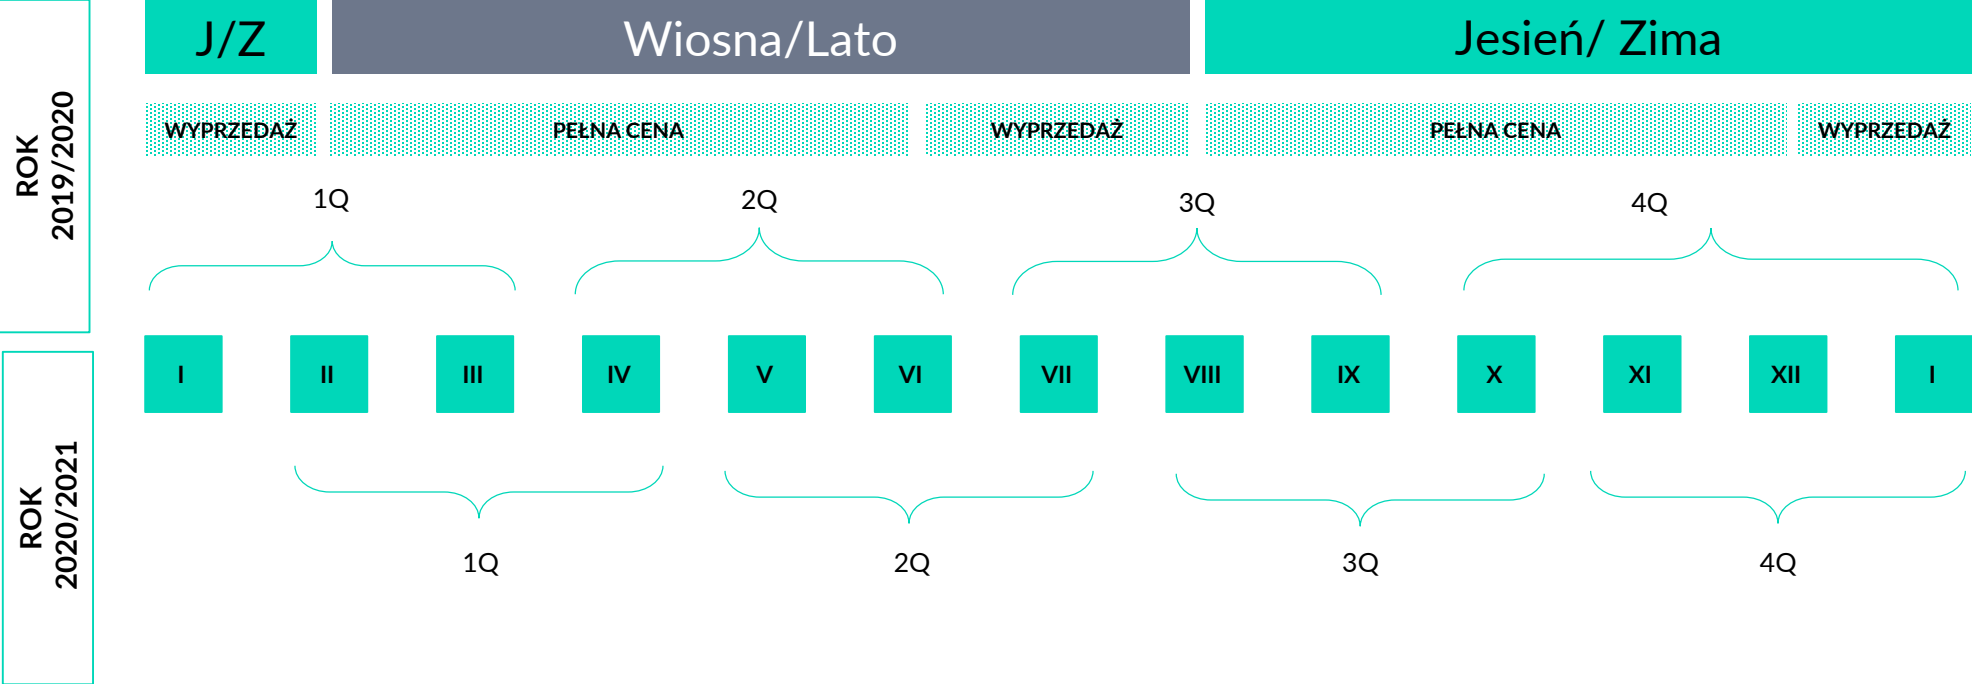 J/Z
Wiosna/Lato
Jesień/ Zima
ROK
2019/2020
WYPRZEDAŻ
PEŁNA CENA
WYPRZEDAŻ
PEŁNA CENA
WYPRZEDAŻ
1Q
2Q
3Q
4Q
I
II
III
IV
V
VI
VII
VIII
IX
X
XI
XII
I
ROK
2020/2021
1Q
2Q
3Q
4Q